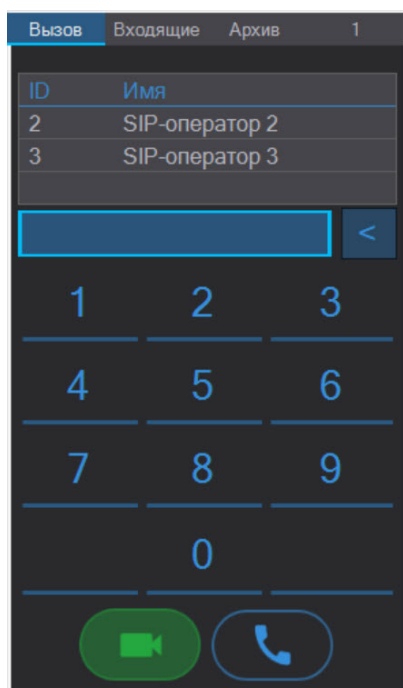 Вызов Входящие Архив 1
ID Имя
2 SIP-оператор 2
3 SIP-оператор 3
<
1 2 3
4 5 6
7 8 9
0